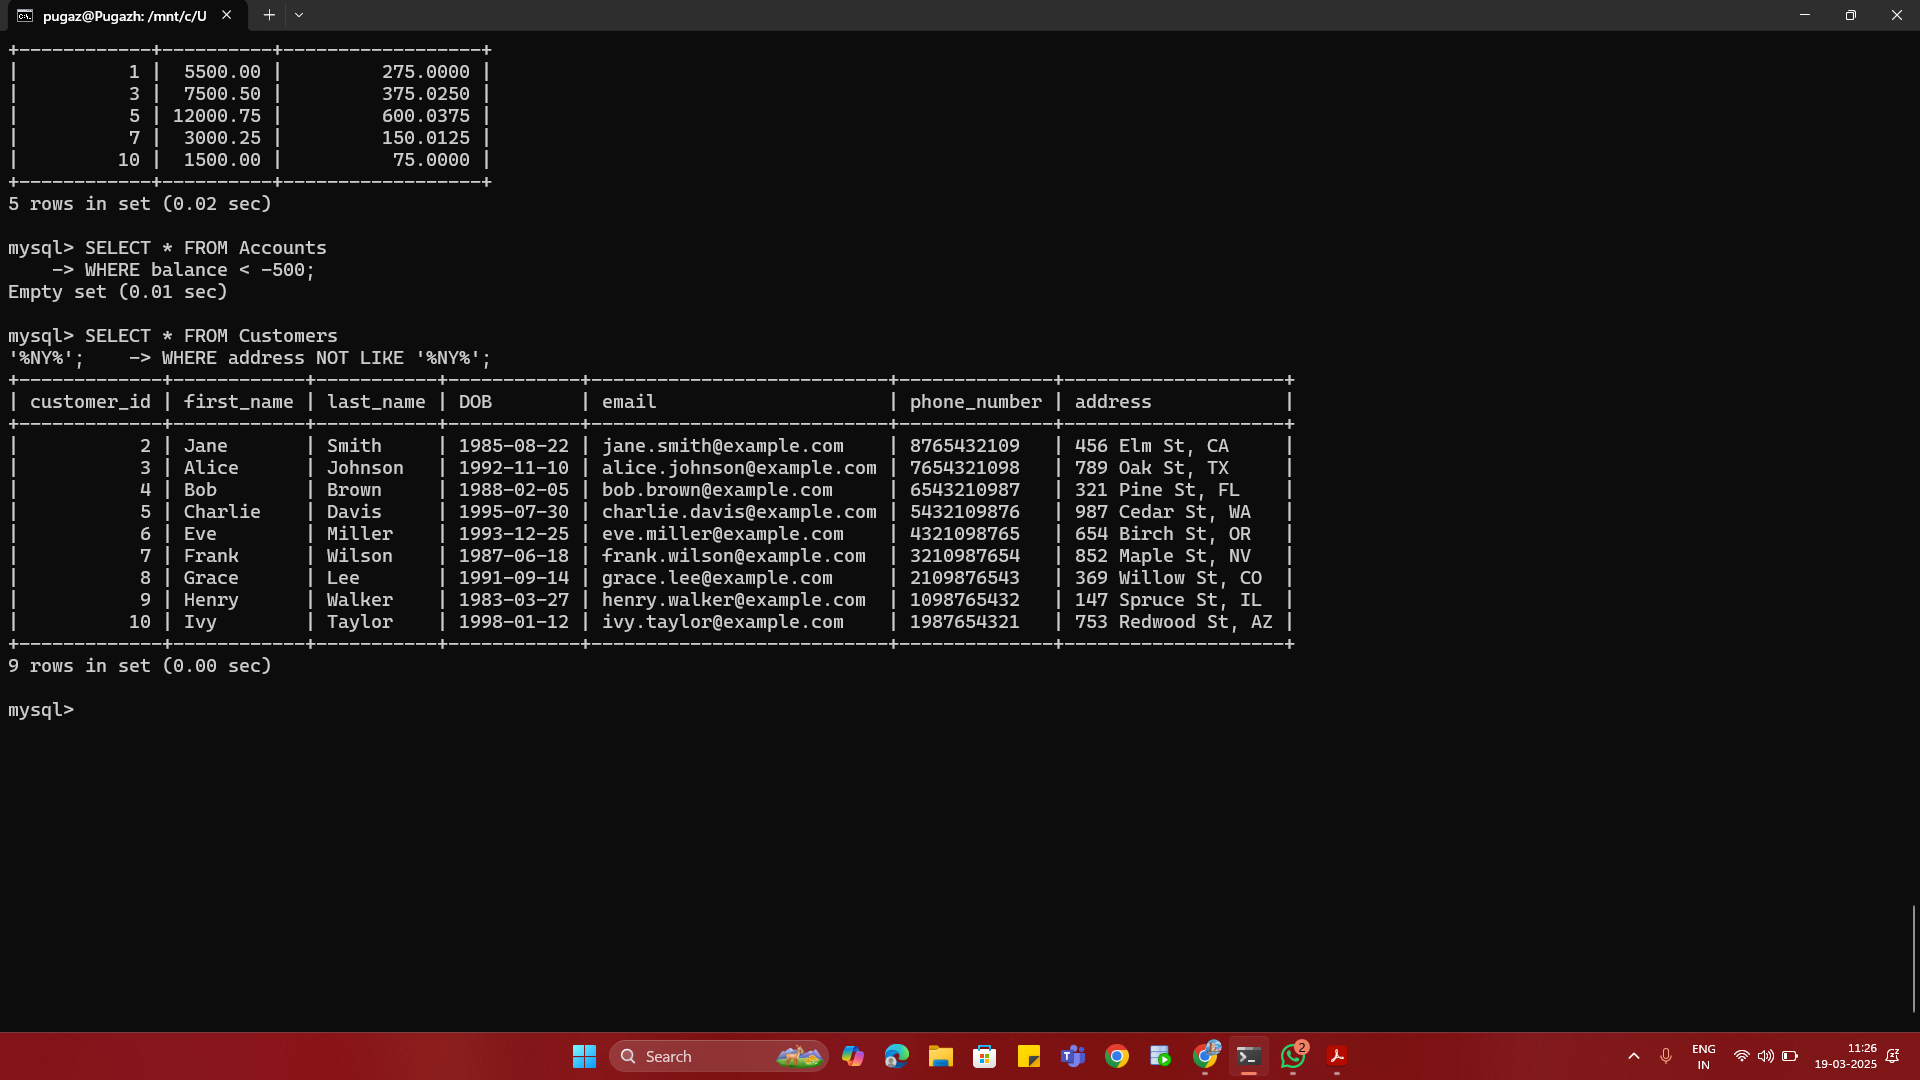 pugaz@Pugazh: /mnt/c/U
+------------+----------+------------------+
|          1 |  5500.00 |         275.0000 |
|          3 |  7500.50 |         375.0250 |
|          5 | 12000.75 |         600.0375 |
|          7 |  3000.25 |         150.0125 |
|         10 |  1500.00 |          75.0000 |
+------------+----------+------------------+
5 rows in set (0.02 sec)
mysql> SELECT * FROM Accounts
    -> WHERE balance < -500;
Empty set (0.01 sec)
mysql> SELECT * FROM Customers
'%NY%';    -> WHERE address NOT LIKE '%NY%';
+-------------+------------+-----------+------------+---------------------------+--------------+--------------------+
| customer_id | first_name | last_name | DOB        | email                     | phone_number | address            |
+-------------+------------+-----------+------------+---------------------------+--------------+--------------------+
|           2 | Jane       | Smith     | 1985-08-22 | jane.smith@example.com    | 8765432109   | 456 Elm St, CA     |
|           3 | Alice      | Johnson   | 1992-11-10 | alice.johnson@example.com | 7654321098   | 789 Oak St, TX     |
|           4 | Bob        | Brown     | 1988-02-05 | bob.brown@example.com     | 6543210987   | 321 Pine St, FL    |
|           5 | Charlie    | Davis     | 1995-07-30 | charlie.davis@example.com | 5432109876   | 987 Cedar St, WA   |
|           6 | Eve        | Miller    | 1993-12-25 | eve.miller@example.com    | 4321098765   | 654 Birch St, OR   |
|           7 | Frank      | Wilson    | 1987-06-18 | frank.wilson@example.com  | 3210987654   | 852 Maple St, NV   |
|           8 | Grace      | Lee       | 1991-09-14 | grace.lee@example.com     | 2109876543   | 369 Willow St, CO  |
|           9 | Henry      | Walker    | 1983-03-27 | henry.walker@example.com  | 1098765432   | 147 Spruce St, IL  |
|          10 | Ivy        | Taylor    | 1998-01-12 | ivy.taylor@example.com    | 1987654321   | 753 Redwood St, AZ |
+-------------+------------+-----------+------------+---------------------------+--------------+--------------------+
9 rows in set (0.00 sec)
mysql>
Search
2
ENG
IN
11:26
19-03-2025